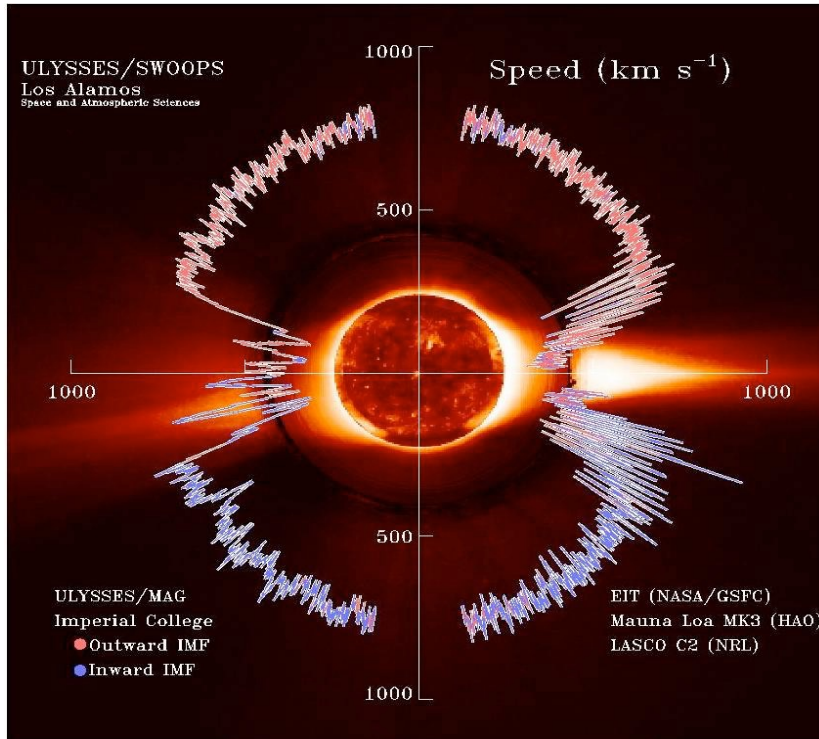 ULYSSES/SWOOPS
Los Alamos
Space and Atmospheric Sciences
1000
Speed (km s⁻¹)
500
1000
1000
500
ULYSSES/MAG
Imperial College
Outward IMF
Inward IMF
EIT (NASA/GSFC)
Mauna Loa MK3 (HAO)
LASCO C2 (NRL)
1000